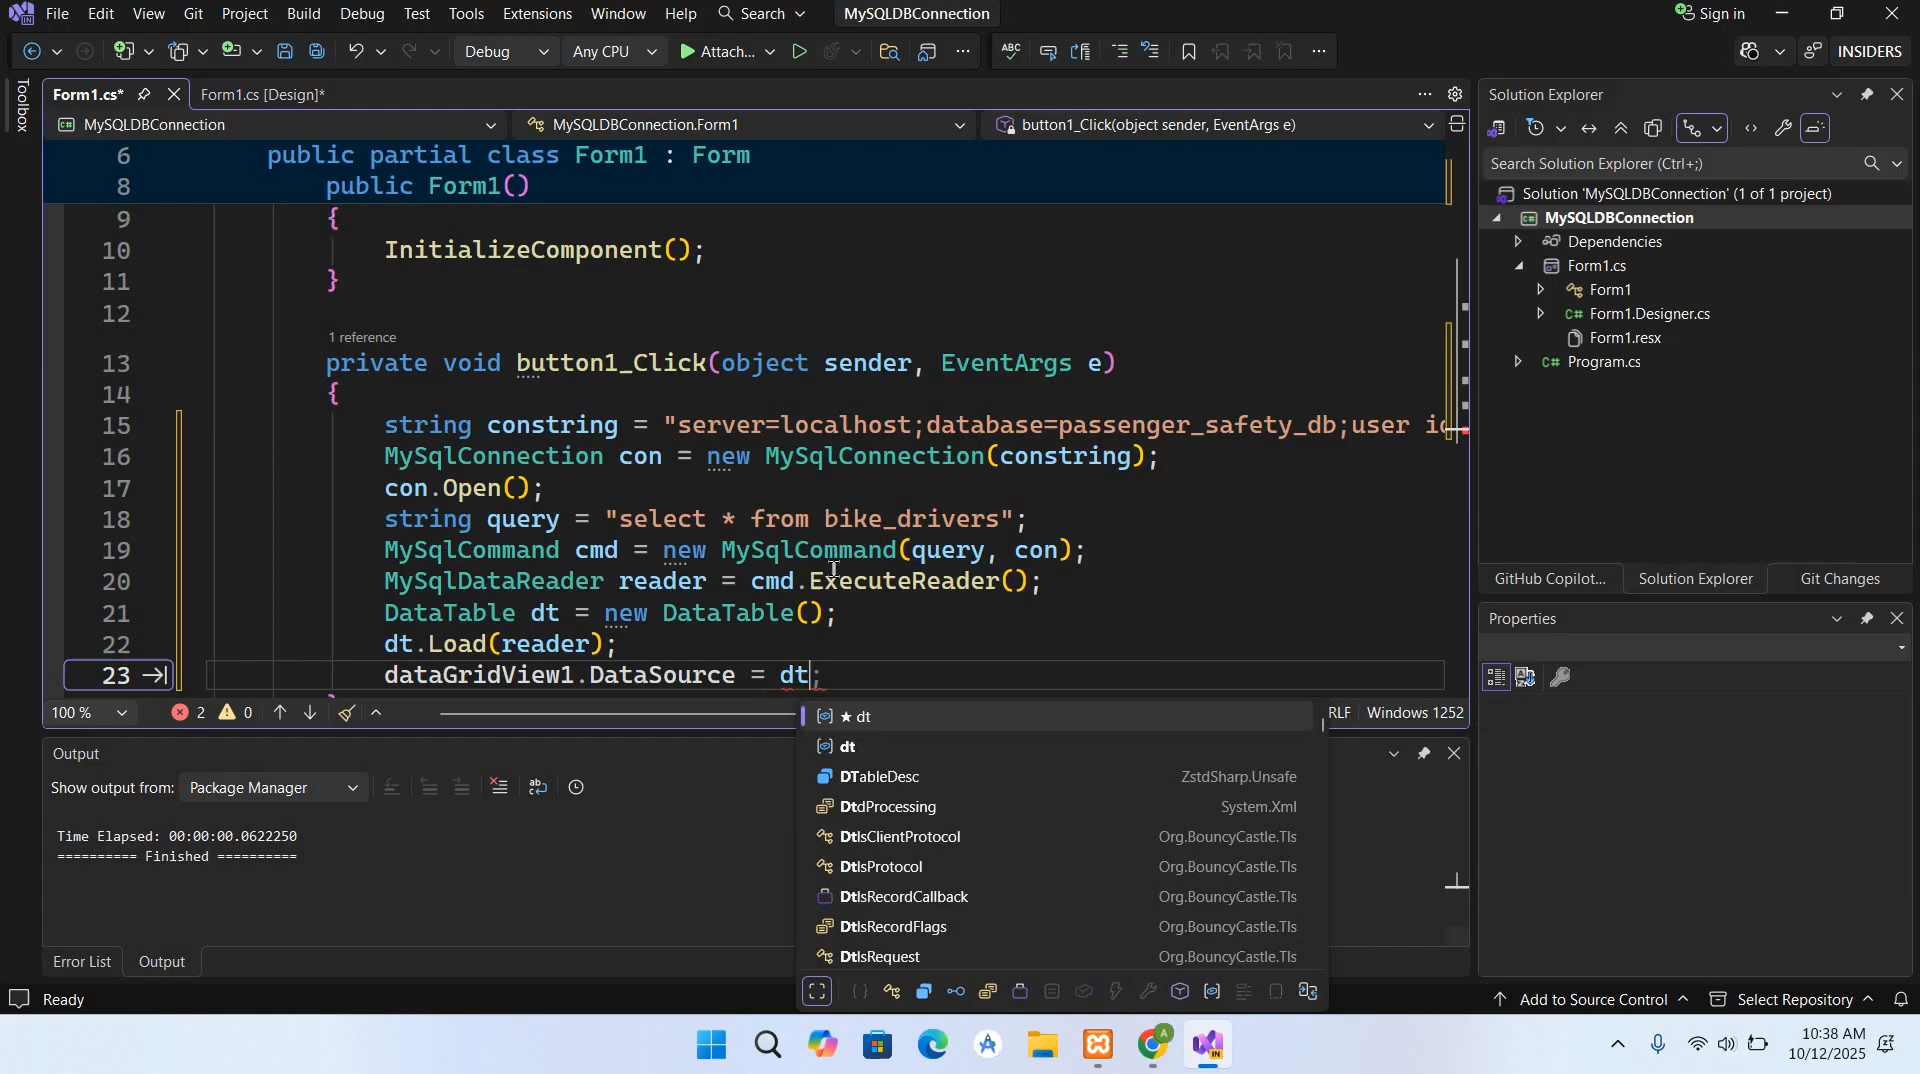 File Edit View Git Project Build Debug Test Tools Extensions Window Help Search MySQLDBConnection Sign in
Debug Any CPU Attach... ABC INSIDERS
Toolbox
Form1.cs* Form1.cs [Design]*
MySQLDBConnection MySQLDBConnection.Form1 button1_Click(object sender, EventArgs e)
6 public partial class Form1 : Form
8 public Form1()
9 {
10 InitializeComponent();
11 }
12
1 reference
13 private void button1_Click(object sender, EventArgs e)
14 {
15 string constring = "server=localhost;database=passenger_safety_db;user
16 MySqlConnection con = new MySqlConnection(constring);
17 con.Open();
18 string query = "select * from bike_drivers";
19 MySqlCommand cmd = new MySqlCommand(query, con);
20 MySqlDataReader reader = cmd.ExecuteReader();
21 DataTable dt = new DataTable();
22 dt.Load(reader);
23 dataGridView1.DataSource = dt;
★ dt
dt
DTableDesc ZstdSharp.Unsafe
DtdProcessing System.Xml
DtlsClientProtocol Org.BouncyCastle.Tls
DtlsProtocol Org.BouncyCastle.Tls
DtlsRecordCallback Org.BouncyCastle.Tls
DtlsRecordFlags Org.BouncyCastle.Tls
DtlsRequest Org.BouncyCastle.Tls
100 % 2 0 Windows 1252
Output
Show output from: Package Manager
Time Elapsed: 00:00:00.0622250
========== Finished ==========
Error List Output
Solution Explorer
Search Solution Explorer (Ctrl+;)
Solution 'MySQLDBConnection' (1 of 1 project)
MySQLDBConnection
Dependencies
Form1.cs
Form1
Form1.Designer.cs
Form1.resx
Program.cs
GitHub Copilot... Solution Explorer Git Changes
Properties
Ready Add to Source Control Select Repository
10:38 AM
10/12/2025